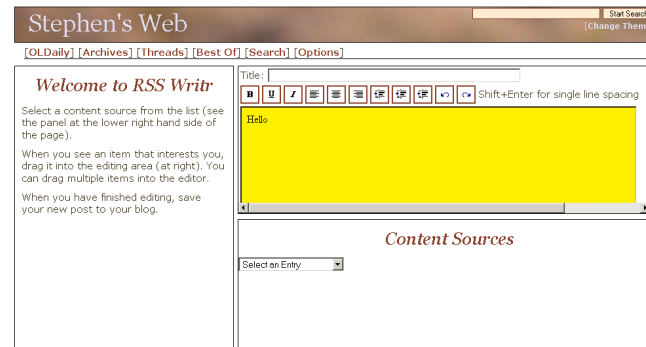 Stephen's Web
Start Search
[Change Them
[OLDaily] [Archives] [Threads] [Best Of] [Search] [Options]
Welcome to RSS Writr
Select a content source from the list (see
the panel at the lower right hand side of
the page).
When you see an item that interests you,
drag it into the editing area (at right). You
can drag multiple items into the editor.
When you have finished editing, save
your new post to your blog.
Title:
B U I Shift+Enter for single line spacing
Hello
Content Sources
Select an Entry